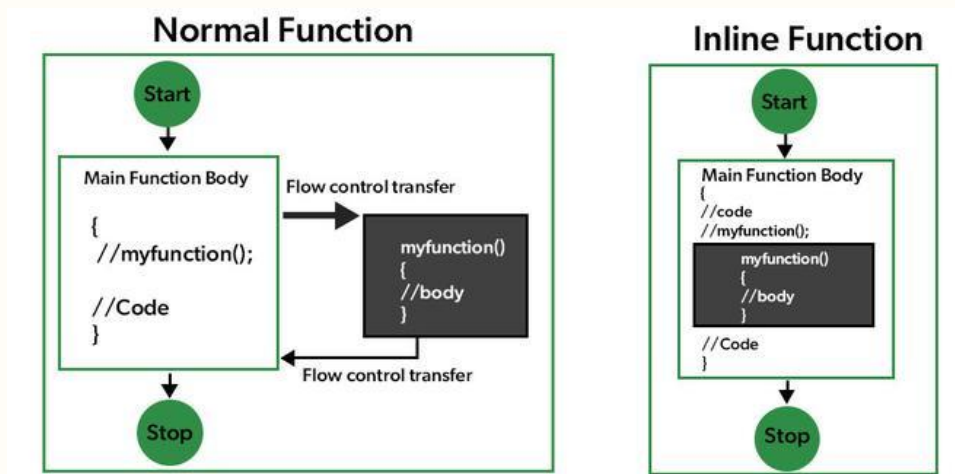 Normal Function
Start
Main Function Body
{
//myfunction();
//Code
}
Flow control transfer
myfunction()
{
//body
}
Flow control transfer
Stop
Inline Function
Start
Main Function Body
{
//code
//myfunction();
myfunction()
{
//body
}
//Code
}
Stop